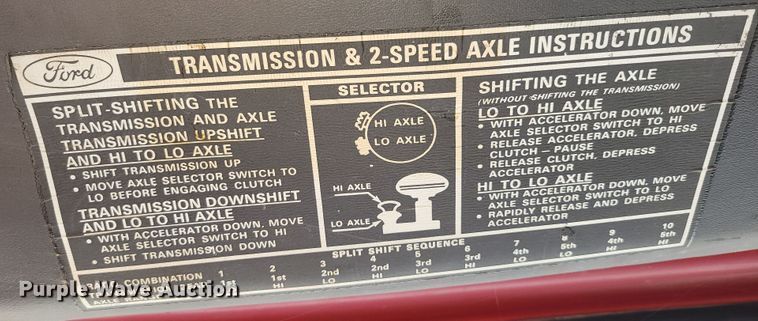 Ford
TRANSMISSION & 2-SPEED AXLE INSTRUCTIONS
SPLIT-SHIFTING THE
TRANSMISSION AND AXLE
TRANSMISSION UPSHIFT
AND HI TO LO AXLE
• SHIFT TRANSMISSION UP
• MOVE AXLE SELECTOR SWITCH TO
LO BEFORE ENGAGING CLUTCH
TRANSMISSION DOWNSHIFT
AND LO TO HI AXLE
• WITH ACCELERATOR DOWN, MOVE
AXLE SELECTOR SWITCH TO HI
• SHIFT TRANSMISSION DOWN
SELECTOR
HI AXLE
LO AXLE
HI AXLE
LO AXLE
SHIFTING THE AXLE
(WITHOUT SHIFTING THE TRANSMISSION)
LO TO HI AXLE
• WITH ACCELERATOR DOWN, MOVE
AXLE SELECTOR SWITCH TO HI
• RELEASE ACCELERATOR, DEPRESS
CLUTCH - PAUSE
• RELEASE CLUTCH, DEPRESS
ACCELERATOR
HI TO LO AXLE
• WITH ACCELERATOR DOWN, MOVE
AXLE SELECTOR SWITCH TO LO
• RAPIDLY RELEASE AND DEPRESS
ACCELERATOR
SPLIT SHIFT SEQUENCE
COMBINATION 1 2 3 4 5 6 7 8 9 10
1st 1st 2nd 2nd 3rd 3rd 4th 5th 4th 5th
AXLE HI LO HI LO HI LO LO HI HI
Purple Wave Auction